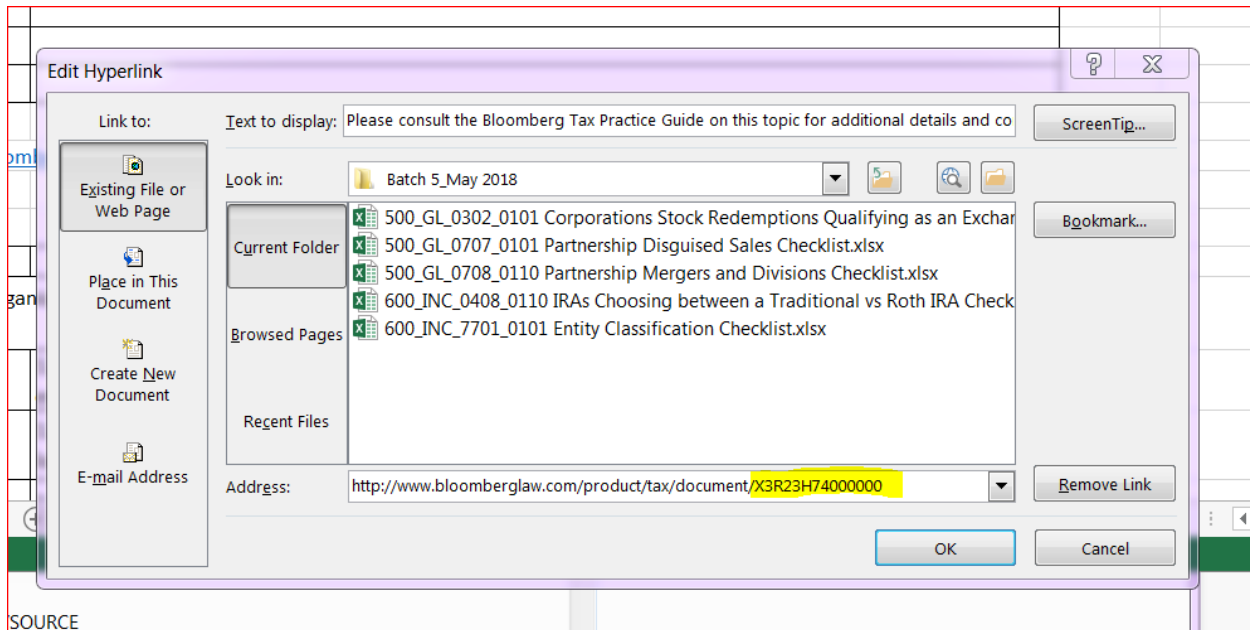 Edit Hyperlink
Link to:
Text to display: Please consult the Bloomberg Tax Practice Guide on this topic for additional details and co
ScreenTip...
Existing File or
Web Page
Look in: Batch 5_May 2018
Current Folder
500_GL_0302_0101 Corporations Stock Redemptions Qualifying as an Exchar
500_GL_0707_0101 Partnership Disguised Sales Checklist.xlsx
500_GL_0708_0110 Partnership Mergers and Divisions Checklist.xlsx
600_INC_0408_0110 IRAs Choosing between a Traditional vs Roth IRA Check
600_INC_7701_0101 Entity Classification Checklist.xlsx
Bookmark...
Place in This
Document
Browsed Pages
Create New
Document
Recent Files
E-mail Address
Address: http://www.bloomberglaw.com/product/tax/document/X3R23H74000000
Remove Link
OK
Cancel
gan
SOURCE